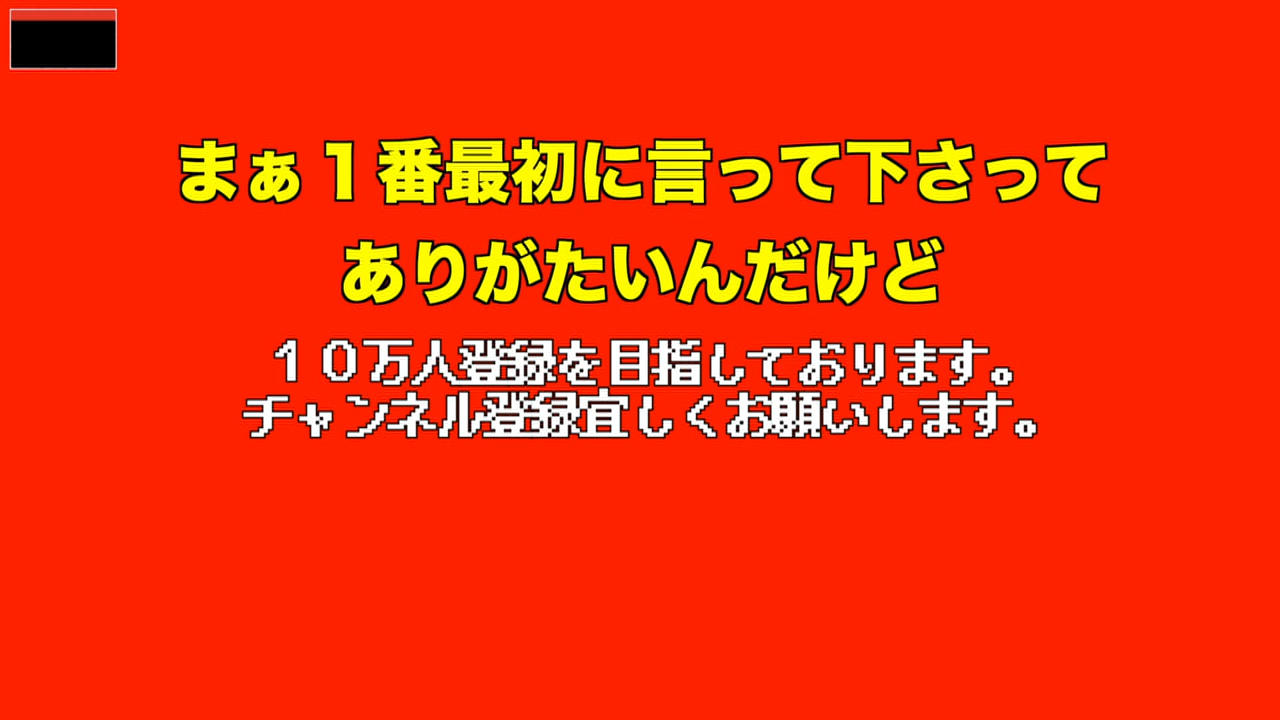 まぁ１番最初に言って下さって
ありがたいんだけど
１０万人登録を目指しております。
チャンネル登録宜しくお願いします。